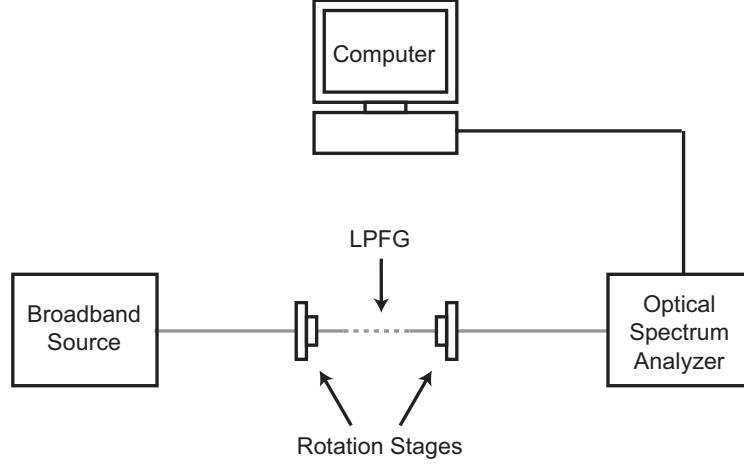 Computer
LPFG
Broadband
Source
Optical
Spectrum
Analyzer
Rotation Stages